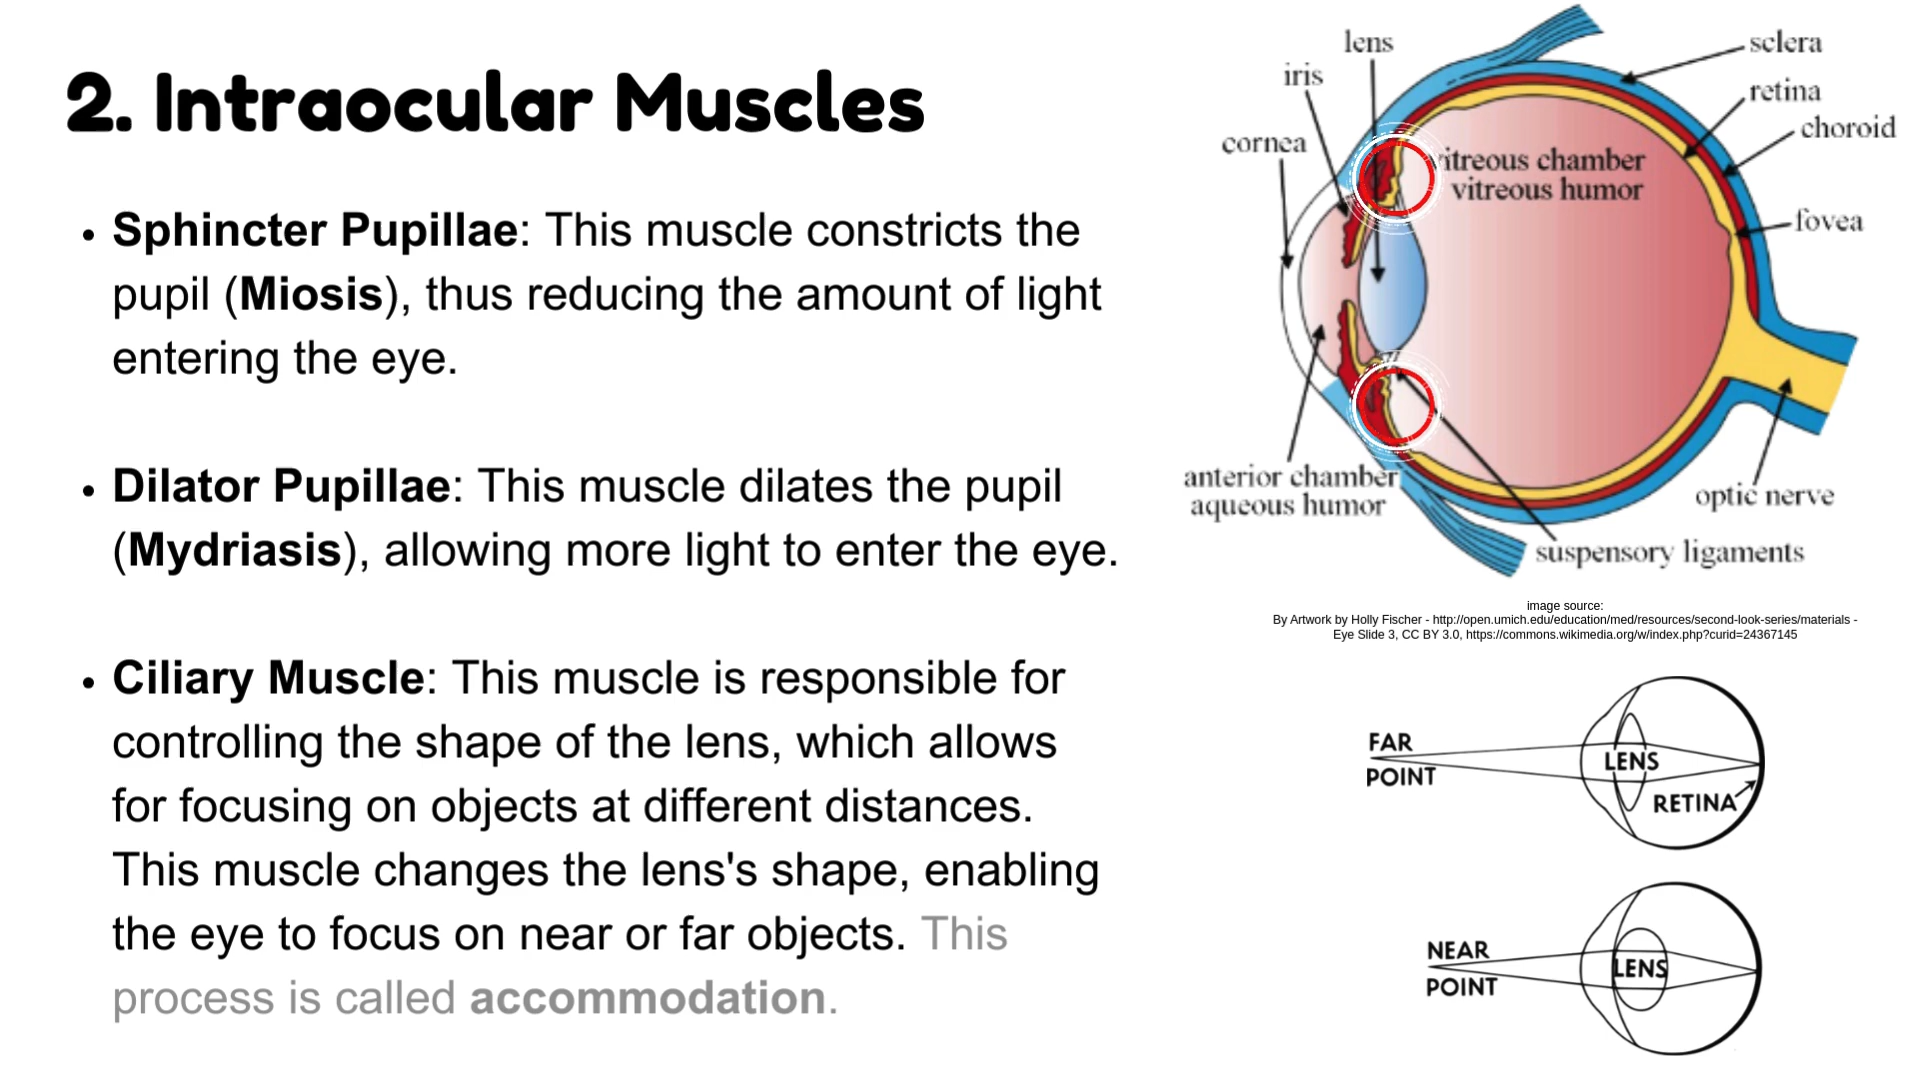 2. Intraocular Muscles
• Sphincter Pupillae: This muscle constricts the
pupil (Miosis), thus reducing the amount of light
entering the eye.
• Dilator Pupillae: This muscle dilates the pupil
(Mydriasis), allowing more light to enter the eye.
• Ciliary Muscle: This muscle is responsible for
controlling the shape of the lens, which allows
for focusing on objects at different distances.
This muscle changes the lens's shape, enabling
the eye to focus on near or far objects. This
process is called accommodation.
lens
iris
cornea
sclera
retina
choroid
itreous chamber
vitreous humor
fovea
anterior chamber
aqueous humor
optic nerve
suspensory ligaments
image source:
By Artwork by Holly Fischer - http://open.umich.edu/education/med/resources/second-look-series/materials -
Eye Slide 3, CC BY 3.0, https://commons.wikimedia.org/w/index.php?curid=24367145
FAR
POINT
LENS
RETINA
NEAR
POINT
LENS